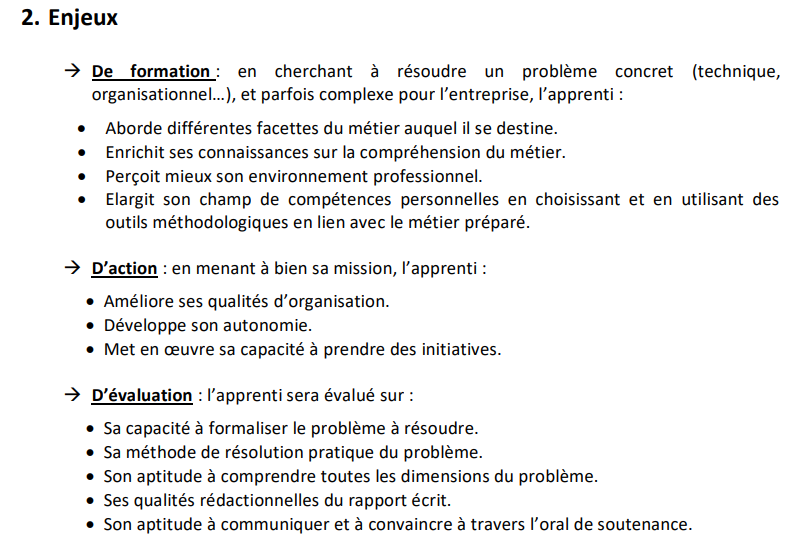 2. Enjeux
→ De formation : en cherchant à résoudre un problème concret (technique,
organisationnel…), et parfois complexe pour l'entreprise, l'apprenti :
• Aborde différentes facettes du métier auquel il se destine.
• Enrichit ses connaissances sur la compréhension du métier.
• Perçoit mieux son environnement professionnel.
• Elargit son champ de compétences personnelles en choisissant et en utilisant des
outils méthodologiques en lien avec le métier préparé.
→ D'action : en menant à bien sa mission, l'apprenti :
• Améliore ses qualités d'organisation.
• Développe son autonomie.
• Met en œuvre sa capacité à prendre des initiatives.
→ D'évaluation : l'apprenti sera évalué sur :
• Sa capacité à formaliser le problème à résoudre.
• Sa méthode de résolution pratique du problème.
• Son aptitude à comprendre toutes les dimensions du problème.
• Ses qualités rédactionnelles du rapport écrit.
• Son aptitude à communiquer et à convaincre à travers l'oral de soutenance.